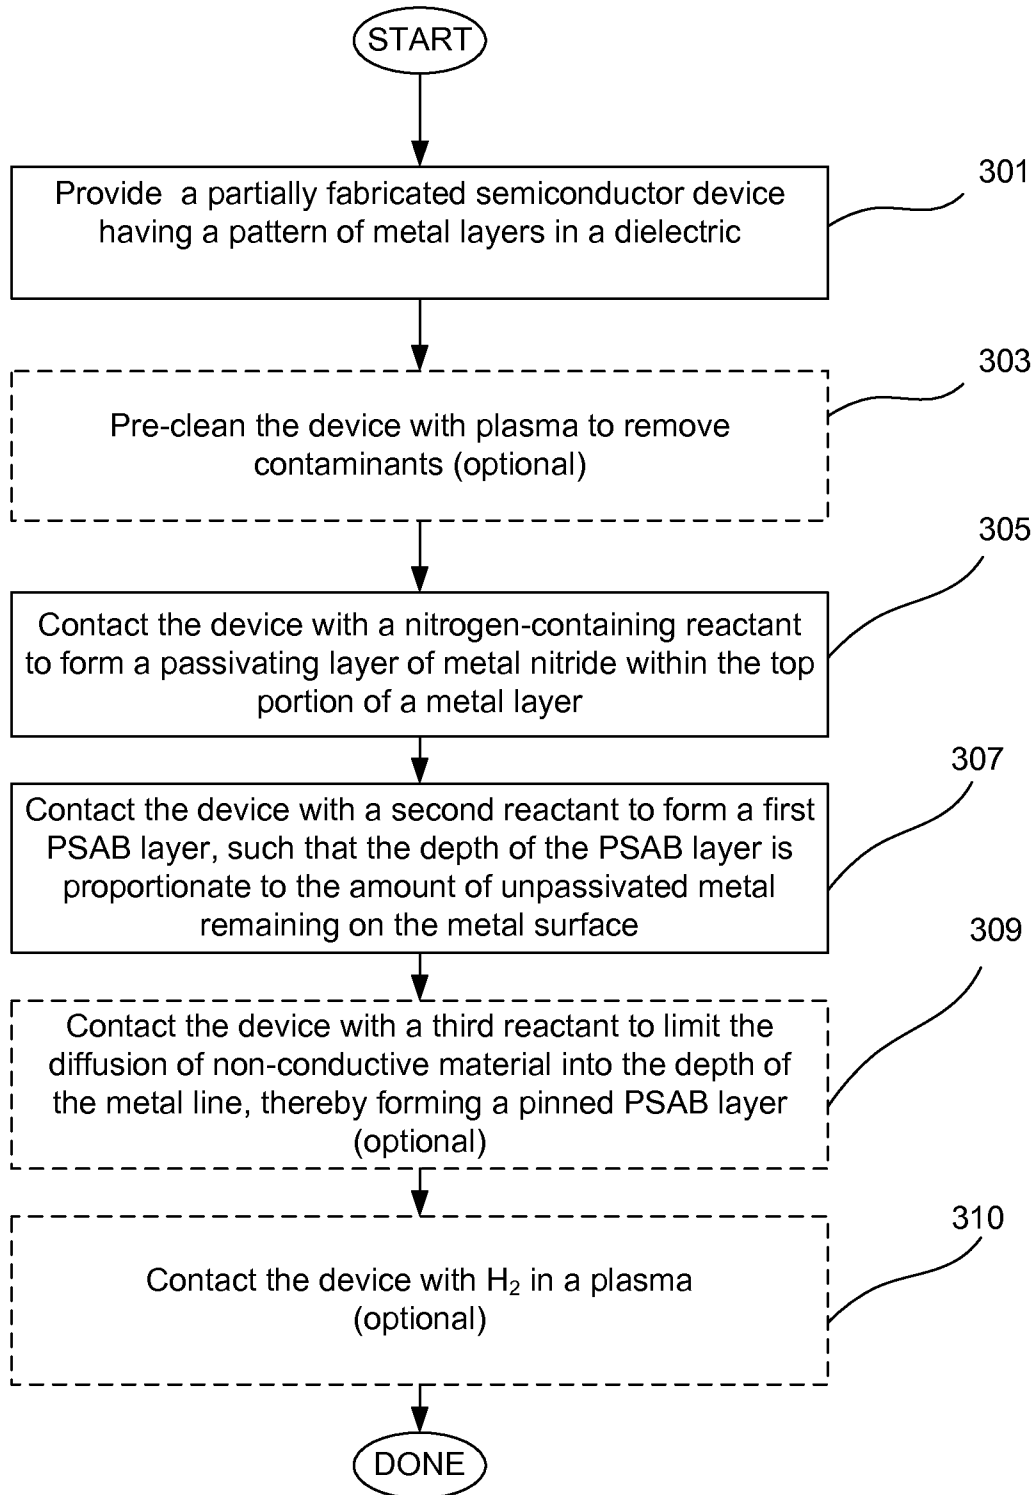 START
Provide a partially fabricated semiconductor device
having a pattern of metal layers in a dielectric
301
Pre-clean the device with plasma to remove
contaminants (optional)
303
Contact the device with a nitrogen-containing reactant
to form a passivating layer of metal nitride within the top
portion of a metal layer
305
Contact the device with a second reactant to form a first
PSAB layer, such that the depth of the PSAB layer is
proportionate to the amount of unpassivated metal
remaining on the metal surface
307
Contact the device with a third reactant to limit the
diffusion of non-conductive material into the depth of
the metal line, thereby forming a pinned PSAB layer
(optional)
309
Contact the device with H₂ in a plasma
(optional)
310
DONE